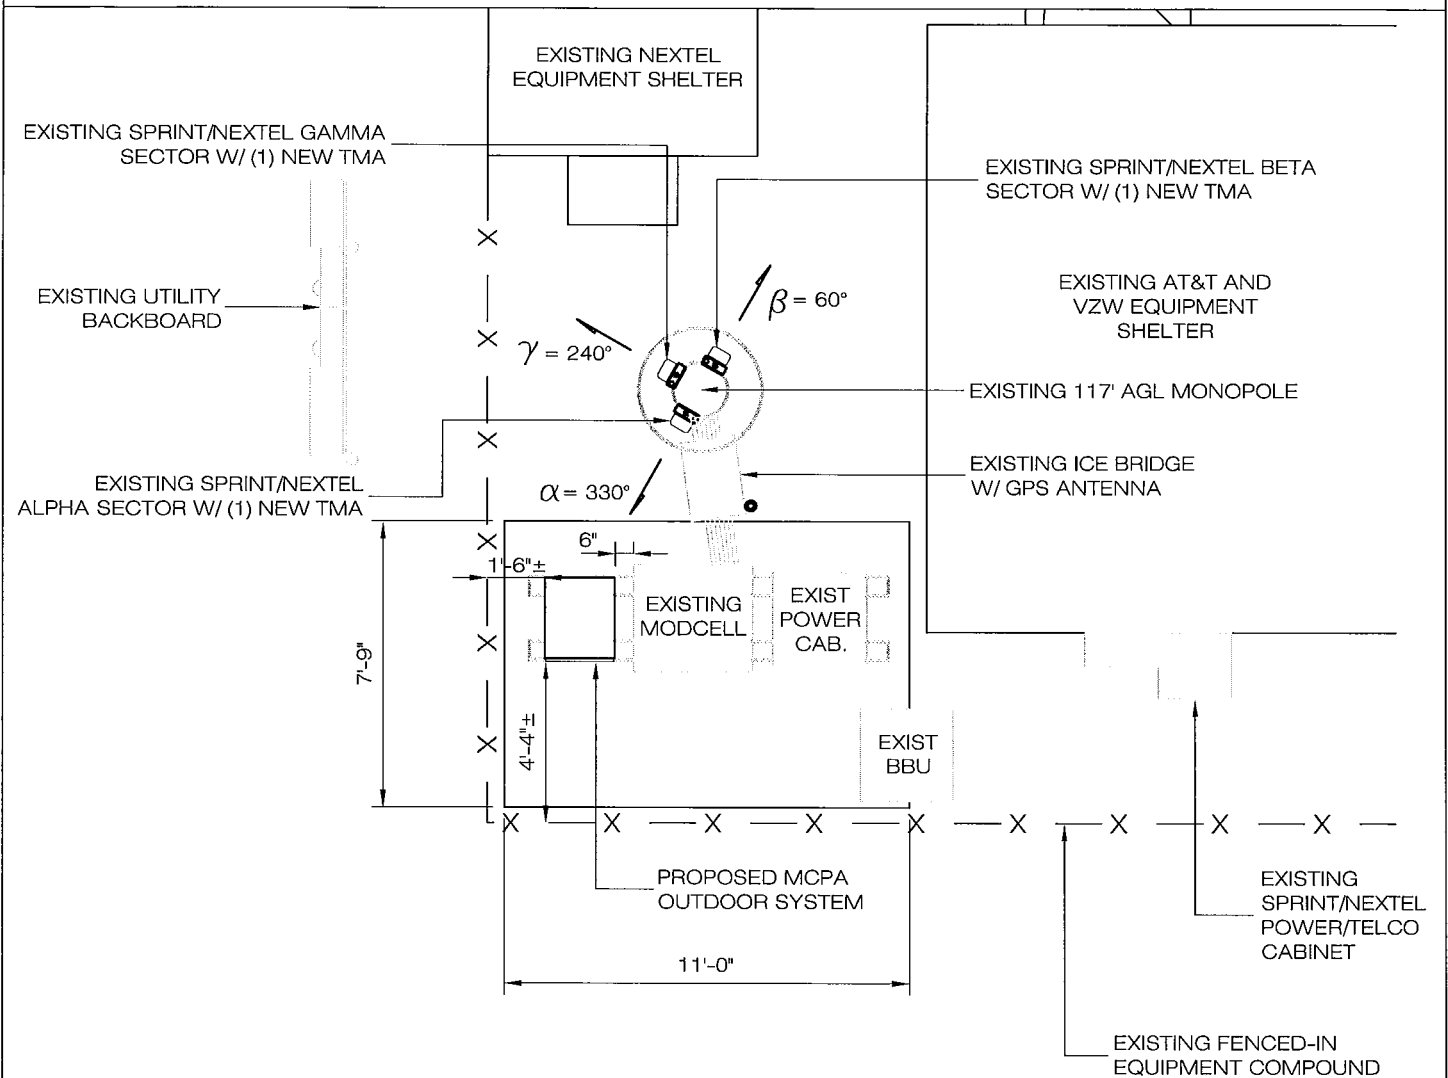 EXISTING NEXTEL
EQUIPMENT SHELTER
EXISTING SPRINT/NEXTEL GAMMA
SECTOR W/ (1) NEW TMA
EXISTING SPRINT/NEXTEL BETA
SECTOR W/ (1) NEW TMA
EXISTING UTILITY
BACKBOARD
EXISTING AT&T AND
VZW EQUIPMENT
SHELTER
β = 60°
γ = 240°
EXISTING 117' AGL MONOPOLE
EXISTING SPRINT/NEXTEL
ALPHA SECTOR W/ (1) NEW TMA
α = 330°
EXISTING ICE BRIDGE
W/ GPS ANTENNA
6"
1'-6"±
EXISTING
MODCELL
EXIST
POWER
CAB.
7'-9"
4'-4"±
EXIST
BBU
X
X
X
X
X
X
X X X X X X X X X
PROPOSED MCPA
OUTDOOR SYSTEM
EXISTING
SPRINT/NEXTEL
POWER/TELCO
CABINET
11'-0"
EXISTING FENCED-IN
EQUIPMENT COMPOUND